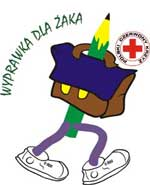 WYPRAWKA DLA ŻAKA
POLSKI CZERWONY KRZYŻ